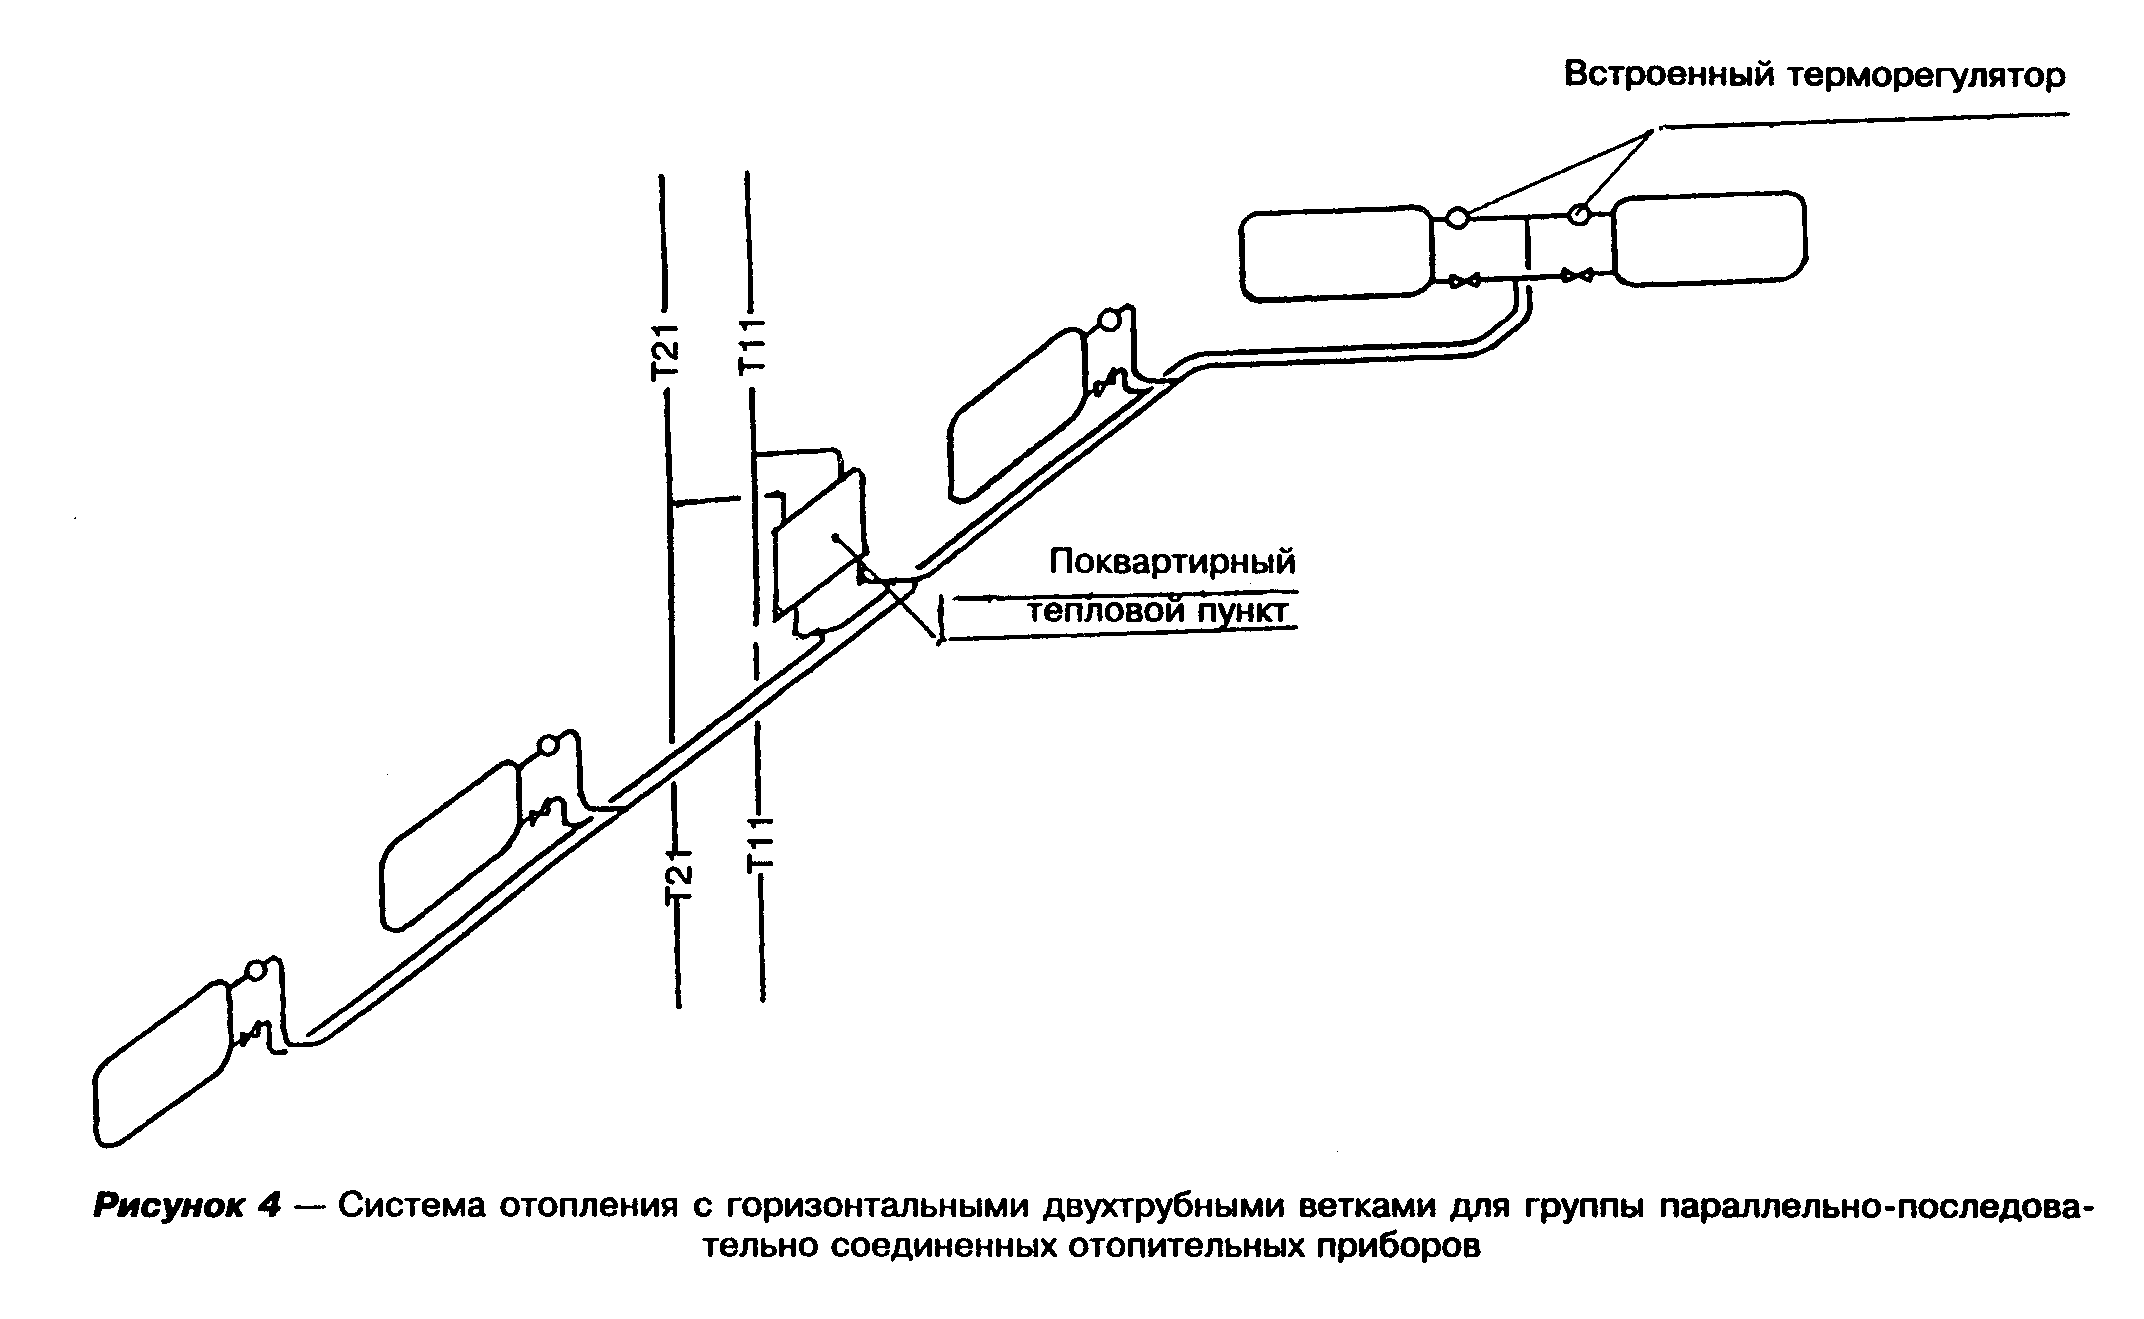 Встроенный терморегулятор
Т21
Т11
Поквартирный
тепловой пункт
Т21
Т11
Рисунок 4 — Система отопления с горизонтальными двухтрубными ветками для группы параллельно-последова-
тельно соединенных отопительных приборов